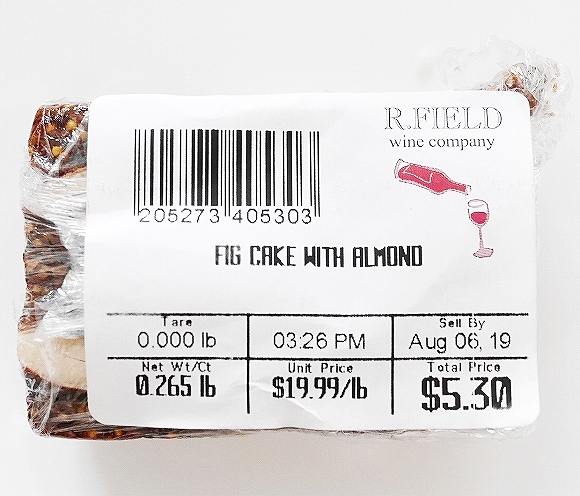 R.FIELD
wine company
205273 405303
FIG CAKE WITH ALMOND
Tare
0.000 lb
03:26 PM
Sell By
Aug 06, 19
Net Wt/Ct
0.265 lb
Unit Price
$19.99/lb
Total Price
$5.30